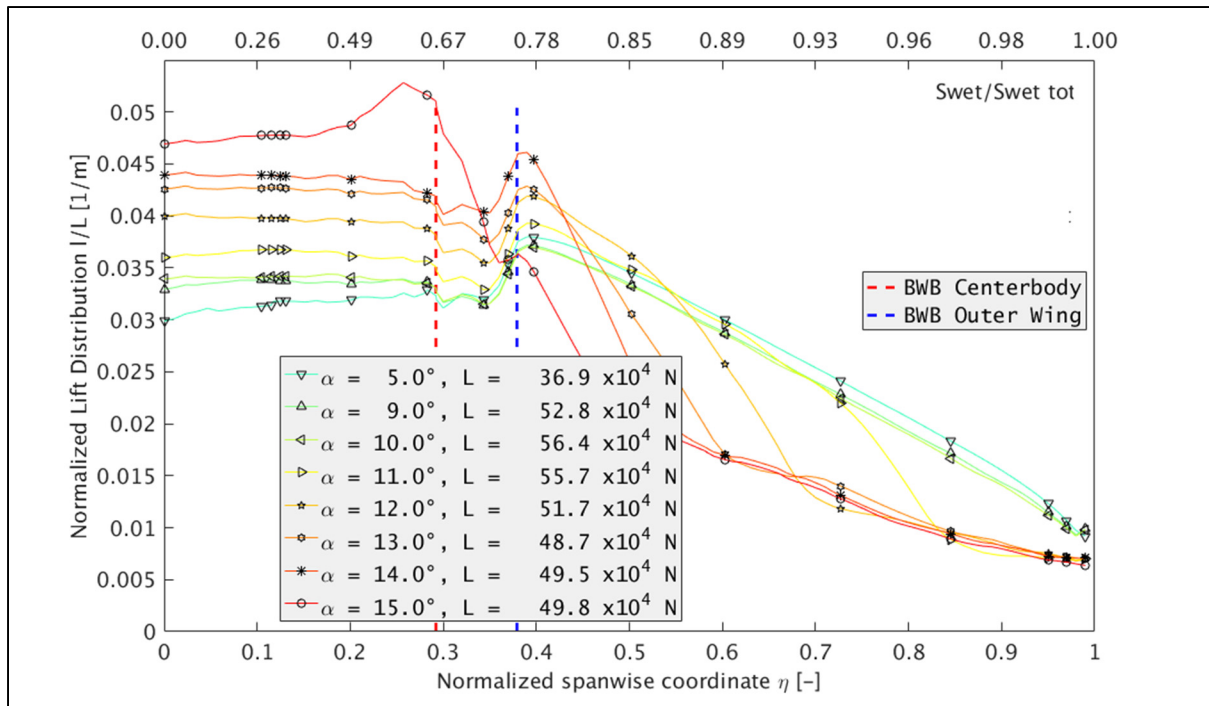 0.00 0.26 0.49 0.67 0.78 0.85 0.89 0.93 0.96 0.98 1.00
Swet/Swet tot
0.05
0.045
0.04
0.035
0.03
0.025
0.02
0.015
0.01
0.005
0
Normalized Lift Distribution l/L [1/m]
BWB Centerbody
BWB Outer Wing
α = 5.0°, L = 36.9 x10⁴ N
α = 9.0°, L = 52.8 x10⁴ N
α = 10.0°, L = 56.4 x10⁴ N
α = 11.0°, L = 55.7 x10⁴ N
α = 12.0°, L = 51.7 x10⁴ N
α = 13.0°, L = 48.7 x10⁴ N
α = 14.0°, L = 49.5 x10⁴ N
α = 15.0°, L = 49.8 x10⁴ N
0 0.1 0.2 0.3 0.4 0.5 0.6 0.7 0.8 0.9 1
Normalized spanwise coordinate η [-]